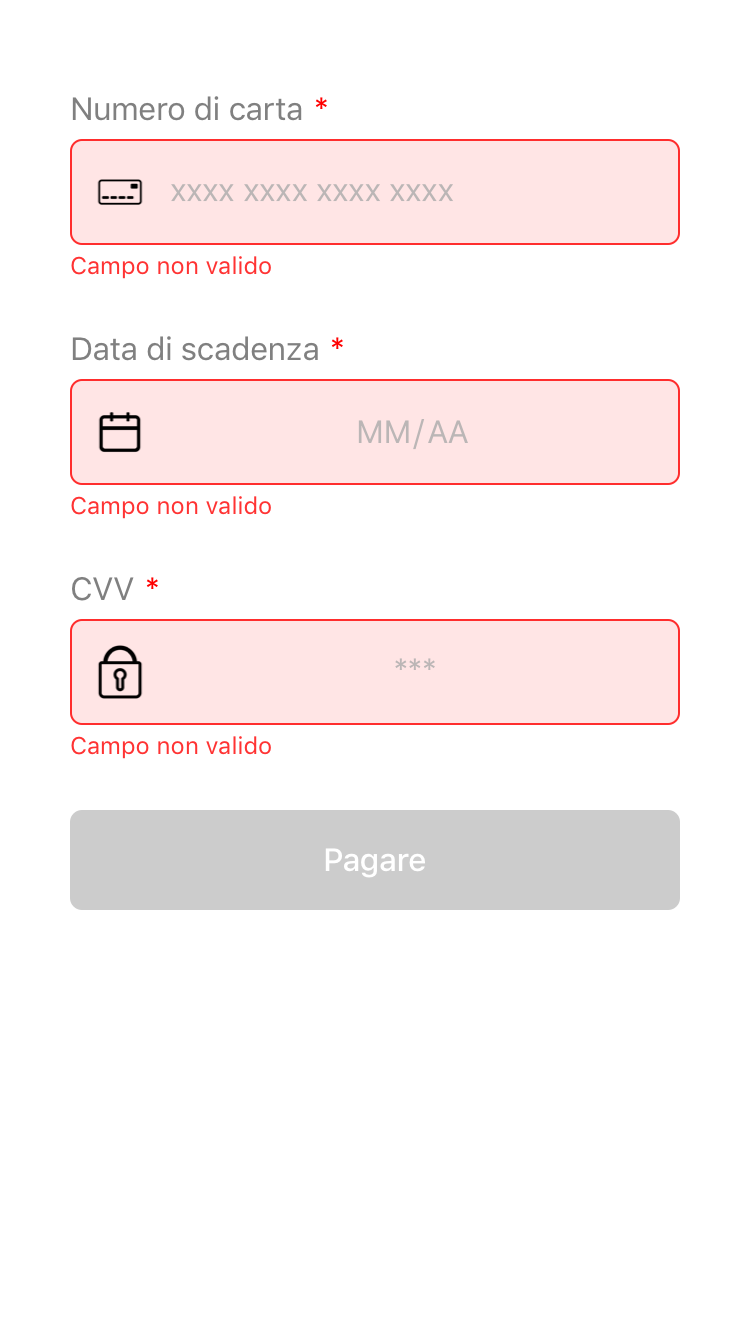 Numero di carta *
xxxx xxxx xxxx xxxx
Campo non valido
Data di scadenza *
MM/AA
Campo non valido
CVV *
***
Campo non valido
Pagare